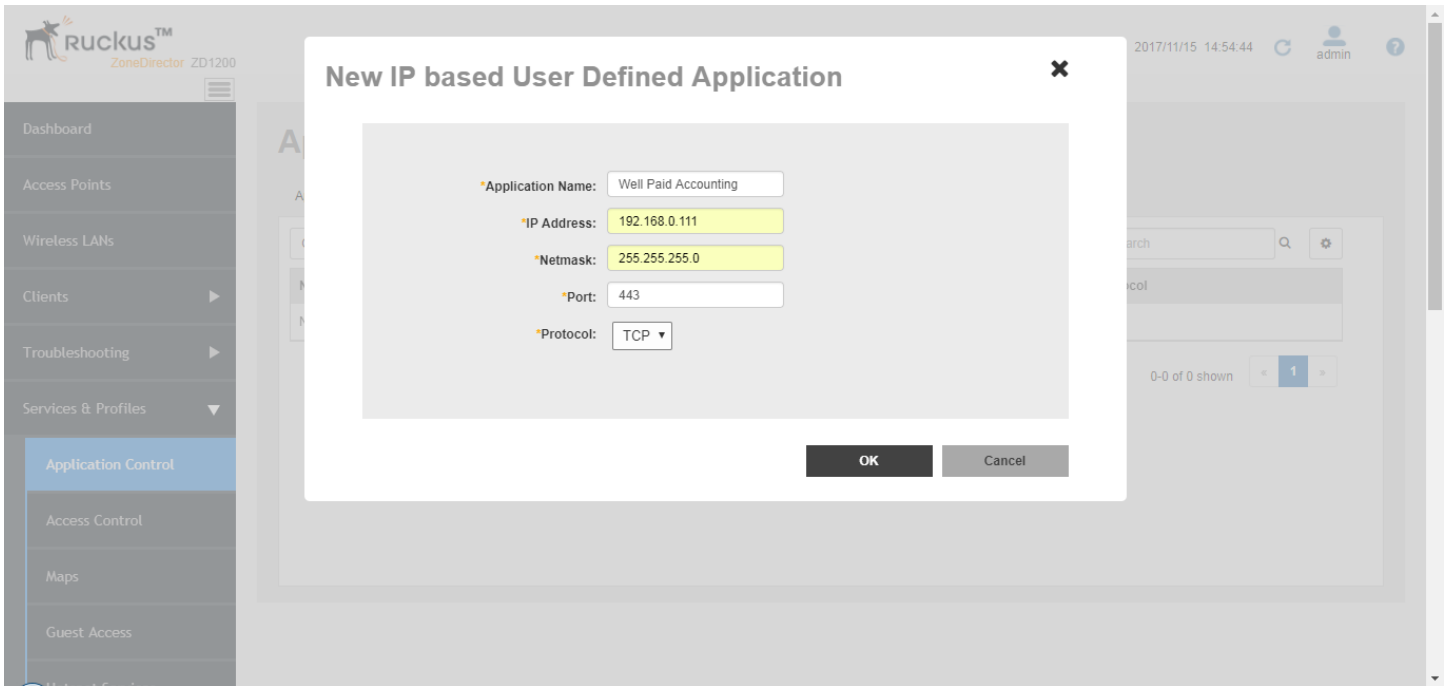 Ruckus™
ZoneDirector ZD1200
2017/11/15 14:54:44
admin
New IP based User Defined Application
*Application Name: Well Paid Accounting
*IP Address: 192.168.0.111
*Netmask: 255.255.255.0
*Port: 443
*Protocol: TCP
OK
Cancel
Dashboard
Access Points
Wireless LANs
Clients
Troubleshooting
Services & Profiles
Application Control
Access Control
Maps
Guest Access
0-0 of 0 shown « 1 »